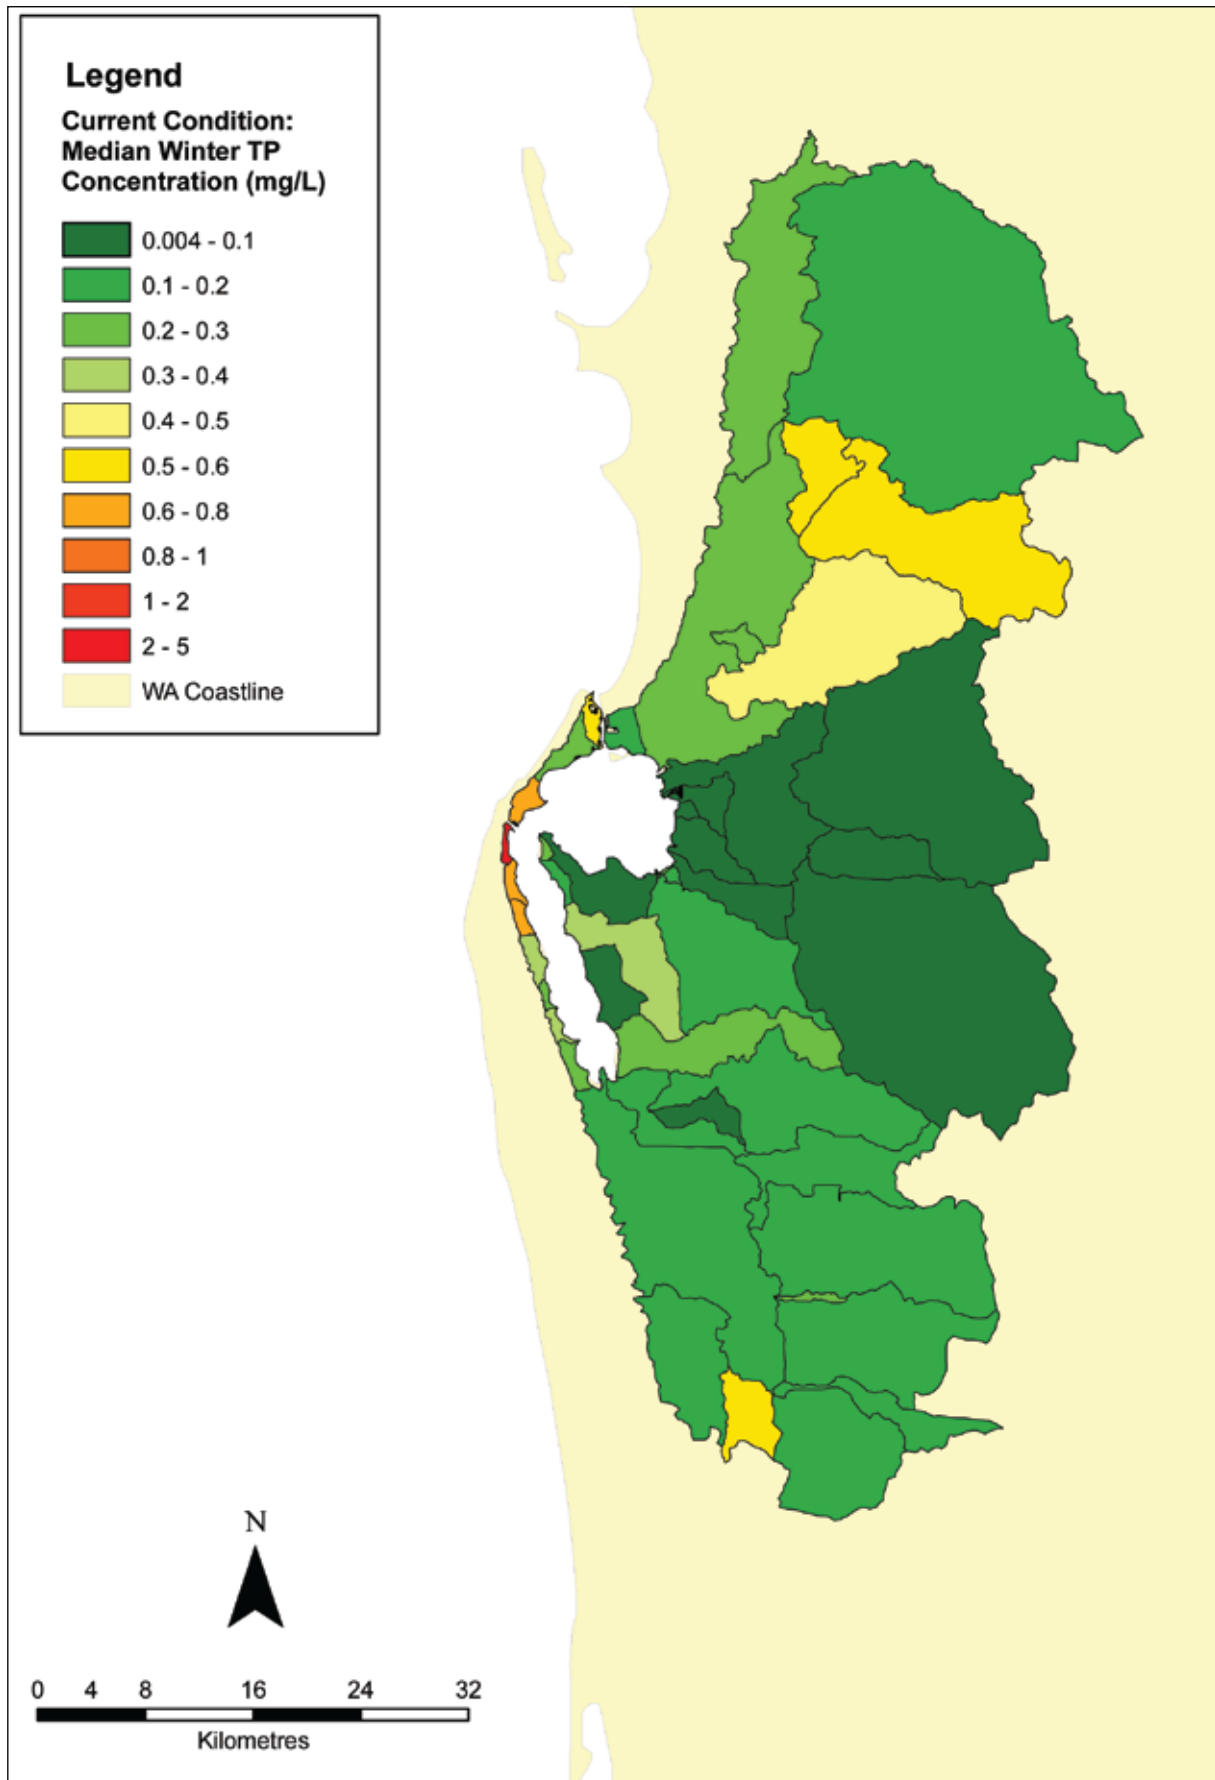 Legend
Current Condition:
Median Winter TP
Concentration (mg/L)
0.004 - 0.1
0.1 - 0.2
0.2 - 0.3
0.3 - 0.4
0.4 - 0.5
0.5 - 0.6
0.6 - 0.8
0.8 - 1
1 - 2
2 - 5
WA Coastline
N
0 4 8 16 24 32
Kilometres